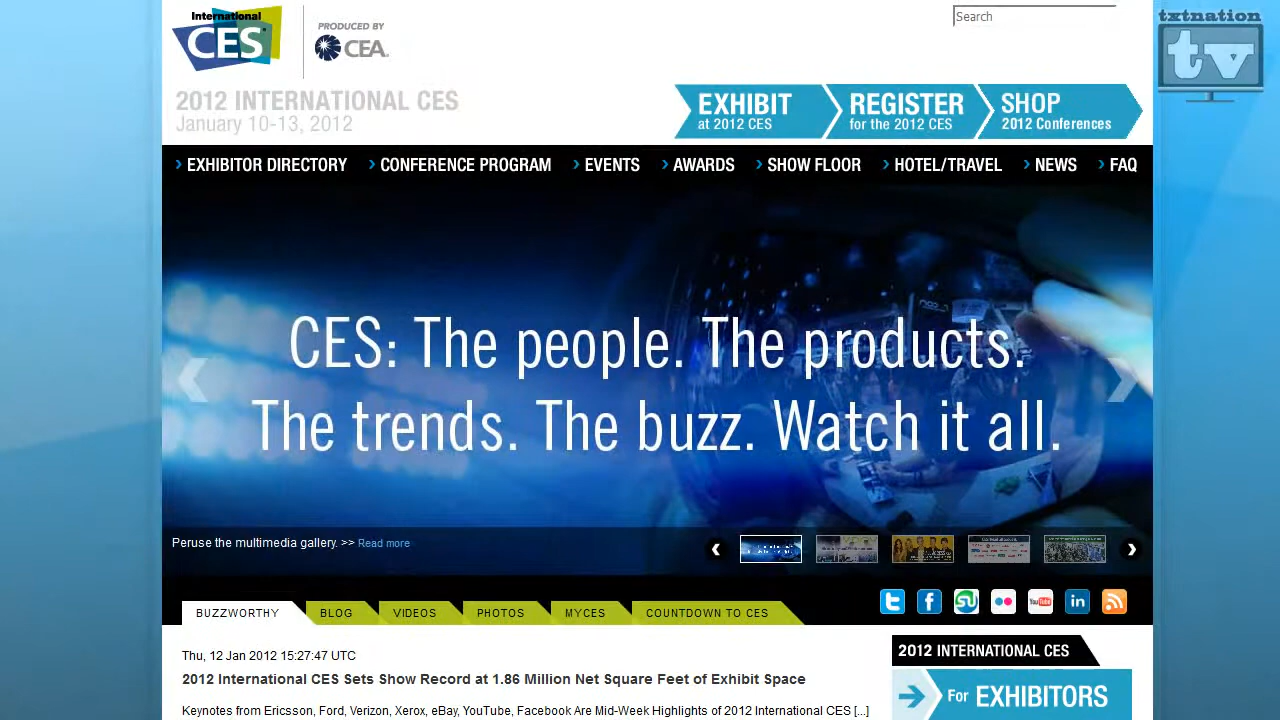 International
CES
PRODUCED BY
CEA
Search
txtnation
tv
2012 INTERNATIONAL CES
January 10-13, 2012
EXHIBIT
at 2012 CES
REGISTER
for the 2012 CES
SHOP
2012 Conferences
EXHIBITOR DIRECTORY
CONFERENCE PROGRAM
EVENTS
AWARDS
SHOW FLOOR
HOTEL/TRAVEL
NEWS
FAQ
CES: The people. The products.
The trends. The buzz. Watch it all.
Peruse the multimedia gallery. >> Read more
You Tube
in
BUZZWORTHY
BLOG
VIDEOS
PHOTOS
MYCES
COUNTDOWN TO CES
Thu, 12 Jan 2012 15:27:47 UTC
2012 International CES Sets Show Record at 1.86 Million Net Square Feet of Exhibit Space
Keynotes from Ericsson, Ford, Verizon, Xerox, eBay, YouTube, Facebook Are Mid-Week Highlights of 2012 International CES [...]
2012 INTERNATIONAL CES
For EXHIBITORS